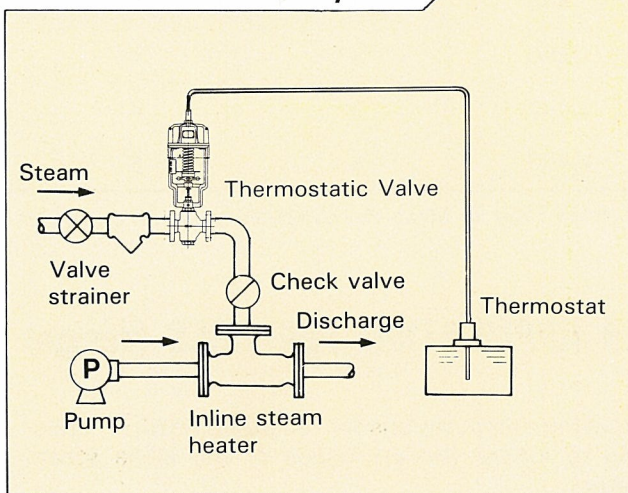 Steam
Thermostatic Valve
Valve
strainer
Check valve
Discharge
Thermostat
P
Pump
Inline steam
heater